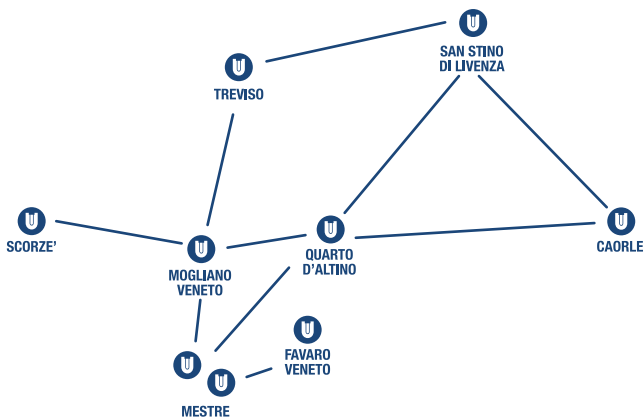 SAN STINO
DI LIVENZA
TREVISO
SCORZE’
MOGLIANO
VENETO
QUARTO
D’ALTINO
CAORLE
FAVARO
VENETO
MESTRE